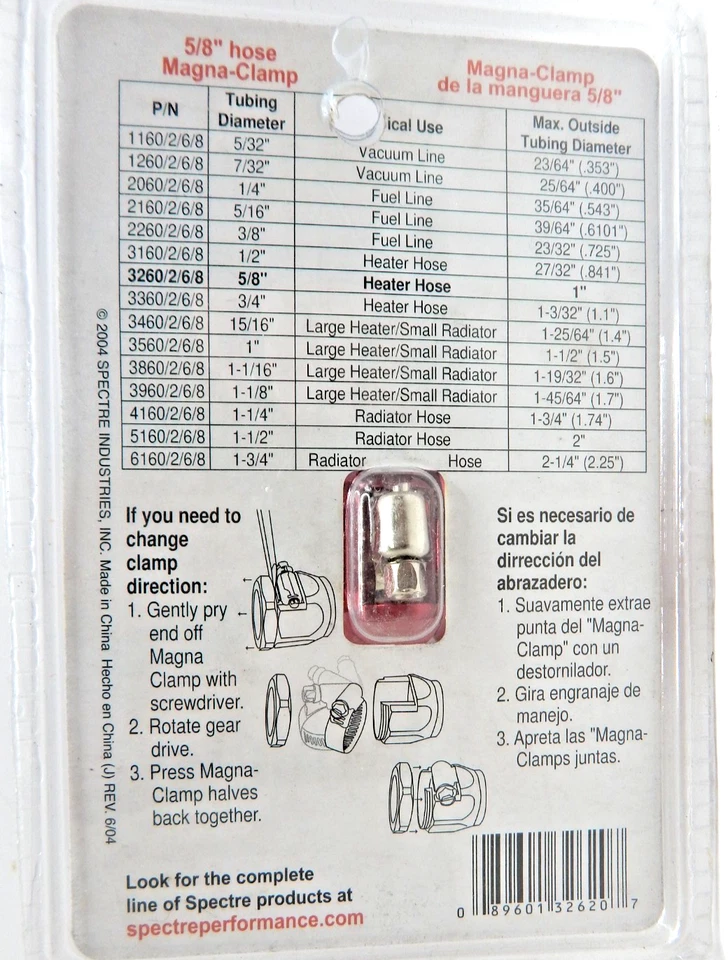 5/8" hose
Magna-Clamp
Magna-Clamp
de la manguera 5/8"
P/N Tubing Diameter ical Use Max. Outside Tubing Diameter
1160/2/6/8 5/32" Vacuum Line 23/64" (.353")
1260/2/6/8 7/32" Vacuum Line 25/64" (.400")
2060/2/6/8 1/4" Fuel Line 35/64" (.543")
2160/2/6/8 5/16" Fuel Line 39/64" (.6101")
2260/2/6/8 3/8" Fuel Line 23/32" (.725")
3160/2/6/8 1/2" Heater Hose 27/32" (.841")
3260/2/6/8 5/8" Heater Hose 1"
3360/2/6/8 3/4" Heater Hose 1-3/32" (1.1")
3460/2/6/8 15/16" Large Heater/Small Radiator 1-25/64" (1.4")
3560/2/6/8 1" Large Heater/Small Radiator 1-1/2" (1.5")
3860/2/6/8 1-1/16" Large Heater/Small Radiator 1-19/32" (1.6")
3960/2/6/8 1-1/8" Large Heater/Small Radiator 1-45/64" (1.7")
4160/2/6/8 1-1/4" Radiator Hose 1-3/4" (1.74")
5160/2/6/8 1-1/2" Radiator Hose 2"
6160/2/6/8 1-3/4" Radiator Hose 2-1/4" (2.25")
© 2004 SPECTRE INDUSTRIES, INC. Made in China Hecho en China (J) REV. 6/04
If you need to
change
clamp
direction:
1. Gently pry
end off
Magna
Clamp with
screwdriver.
2. Rotate gear
drive.
3. Press Magna-
Clamp halves
back together.
Si es necesario de
cambiar la
dirrección del
abrazadero:
1. Suavamente extrae
punta del "Magna-
Clamp" con un
destornilador.
2. Gira engranaje de
manejo.
3. Apreta las "Magna-
Clamps juntas.
Look for the complete
line of Spectre products at
spectreperformance.com
0 89601 32620 7